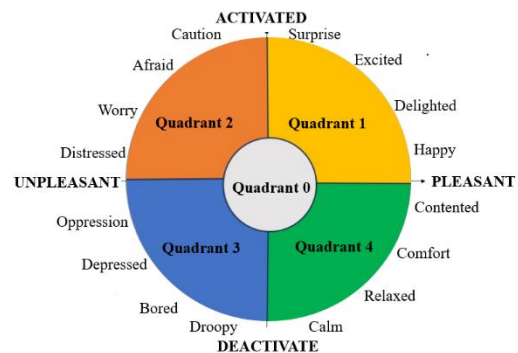 ACTIVATED
Caution
Surprise
Afraid
Excited
Worry
Quadrant 2
Quadrant 1
Delighted
Distressed
Happy
UNPLEASANT
Quadrant 0
PLEASANT
Oppression
Contented
Depressed
Quadrant 3
Quadrant 4
Comfort
Bored
Relaxed
Droopy
Calm
DEACTIVATE